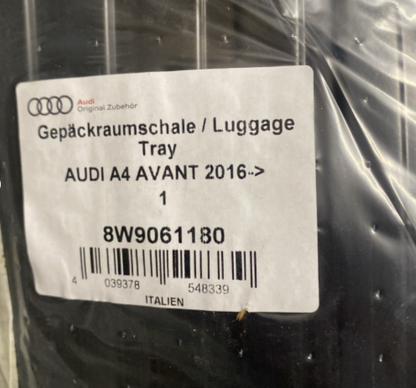 Audi
Original Zubehör
Gepäckraumschale / Luggage
Tray
AUDI A4 AVANT 2016->
1
8W9061180
4 039378 548339
ITALIEN